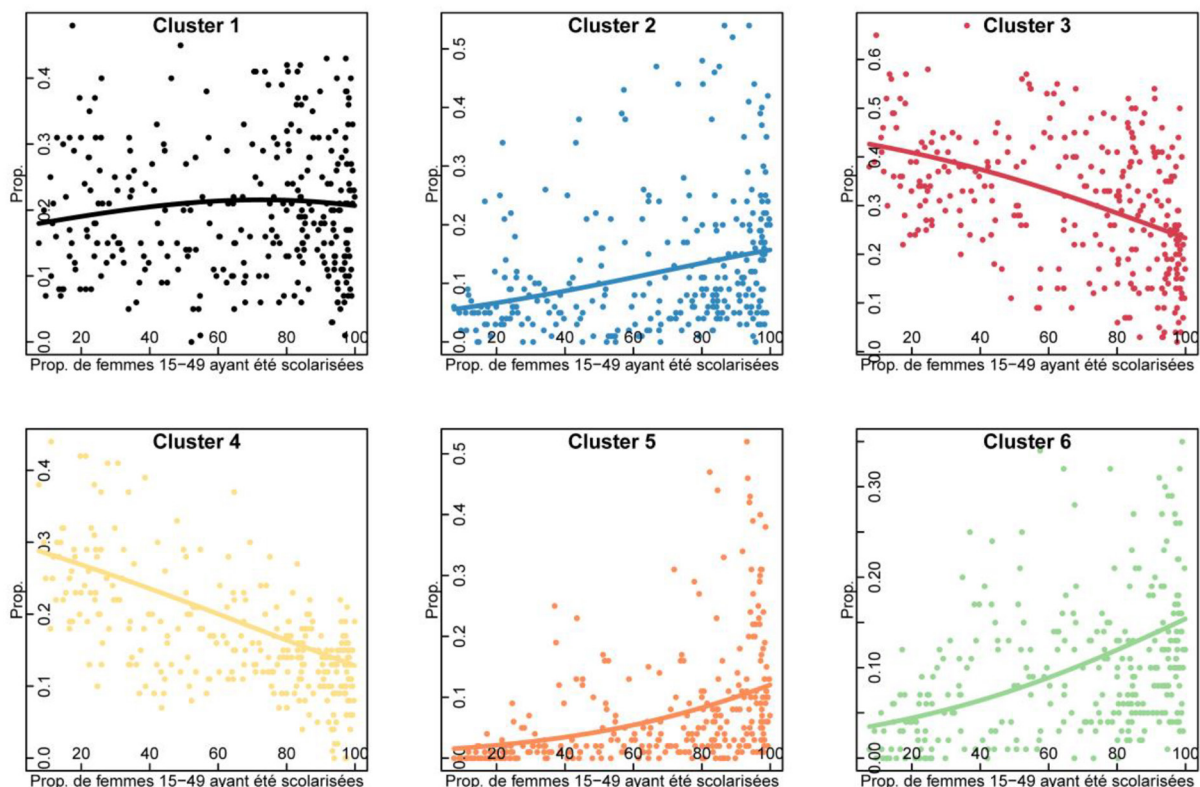 Cluster 1
Prop.
0.0 0.1 0.2 0.3 0.4
20 40 60 80 100
Prop. de femmes 15−49 ayant été scolarisées
Cluster 2
Prop.
0.0 0.1 0.2 0.3 0.4 0.5
20 40 60 80 100
Prop. de femmes 15−49 ayant été scolarisées
Cluster 3
Prop.
0.0 0.1 0.2 0.3 0.4 0.5 0.6
20 40 60 80 100
Prop. de femmes 15−49 ayant été scolarisées
Cluster 4
Prop.
0.0 0.1 0.2 0.3 0.4
20 40 60 80 100
Prop. de femmes 15−49 ayant été scolarisées
Cluster 5
Prop.
0.0 0.1 0.2 0.3 0.4 0.5
20 40 60 80 100
Prop. de femmes 15−49 ayant été scolarisées
Cluster 6
Prop.
0.00 0.10 0.20 0.30
20 40 60 80 100
Prop. de femmes 15−49 ayant été scolarisées